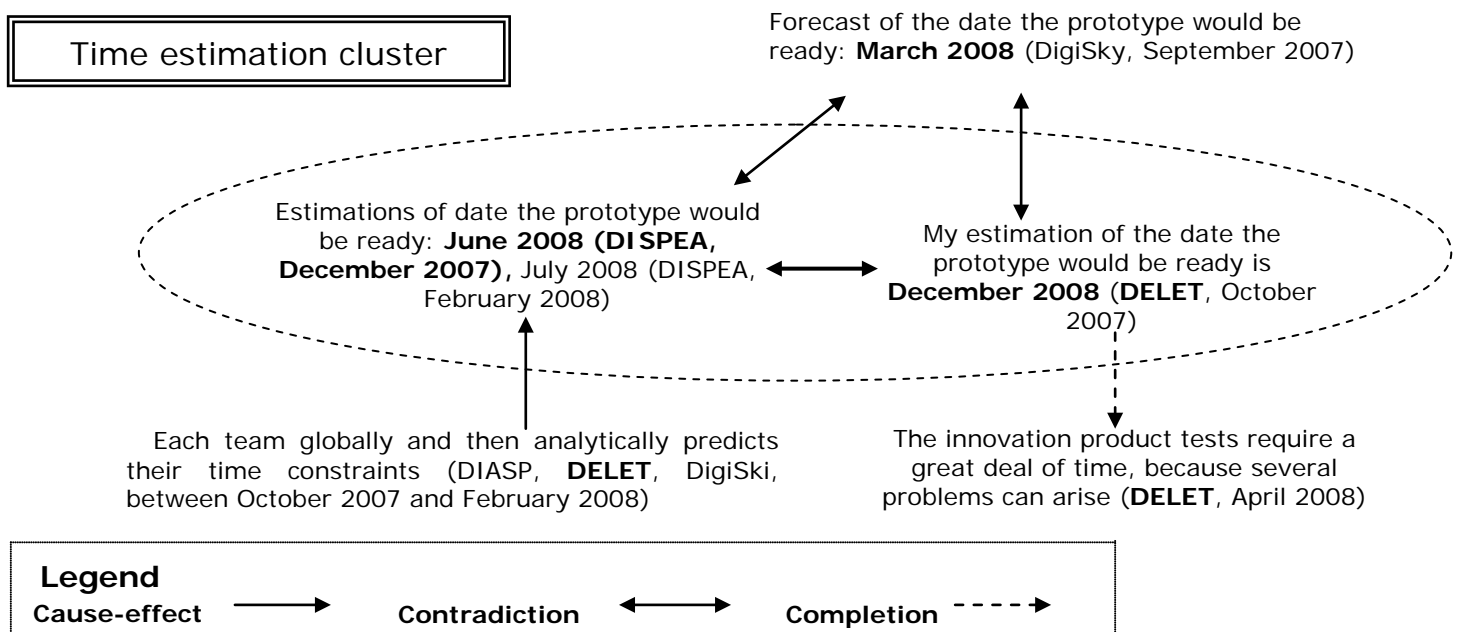 Time estimation cluster
Forecast of the date the prototype would be
ready: March 2008 (DigiSky, September 2007)
Estimations of date the prototype would
be ready: June 2008 (DISPEA,
December 2007), July 2008 (DISPEA,
February 2008)
My estimation of the date the
prototype would be ready is
December 2008 (DELET, October
2007)
Each team globally and then analytically predicts
their time constraints (DIASP, DELET, DigiSki,
between October 2007 and February 2008)
The innovation product tests require a
great deal of time, because several
problems can arise (DELET, April 2008)
Legend
Cause-effect Contradiction Completion